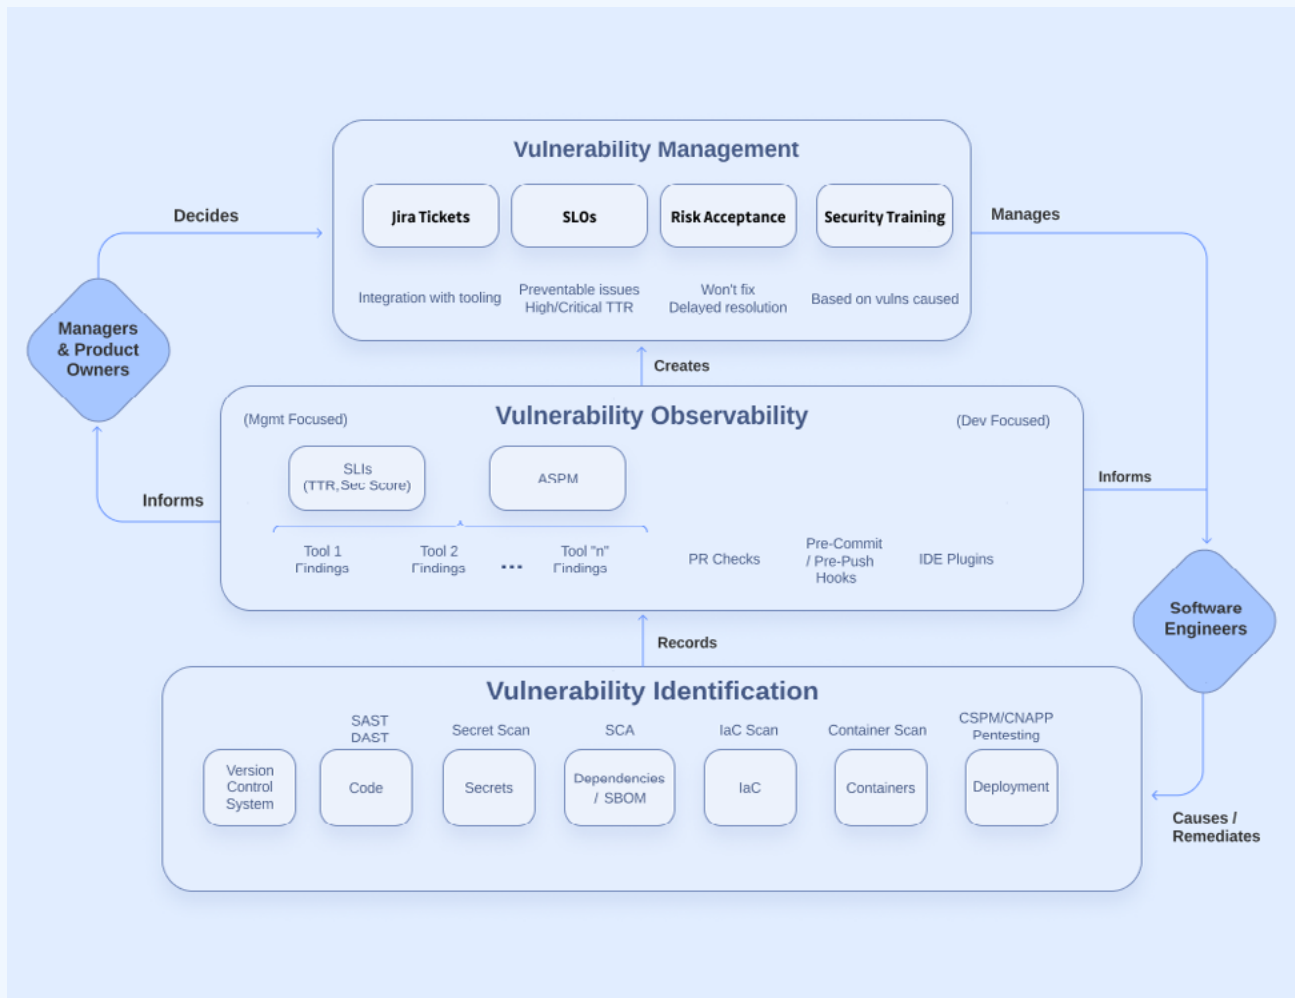 Vulnerability Management
Jira Tickets
SLOs
Risk Acceptance
Security Training
Integration with tooling
Preventable issues
High/Critical TTR
Won't fix
Delayed resolution
Based on vulns caused
Decides
Manages
Managers
& Product
Owners
Creates
(Mgmt Focused)
Vulnerability Observability
(Dev Focused)
SLIs
(TTR,Sec Score)
ASPM
Informs
Informs
Tool 1
Findings
Tool 2
Findings
...
Tool "n"
Findings
PR Checks
Pre-Commit
/ Pre-Push
Hooks
IDE Plugins
Software
Engineers
Records
Vulnerability Identification
SAST
DAST
Secret Scan
SCA
IaC Scan
Container Scan
CSPM/CNAPP
Pentesting
Version
Control
System
Code
Secrets
Dependencies
/ SBOM
IaC
Containers
Deployment
Causes /
Remediates